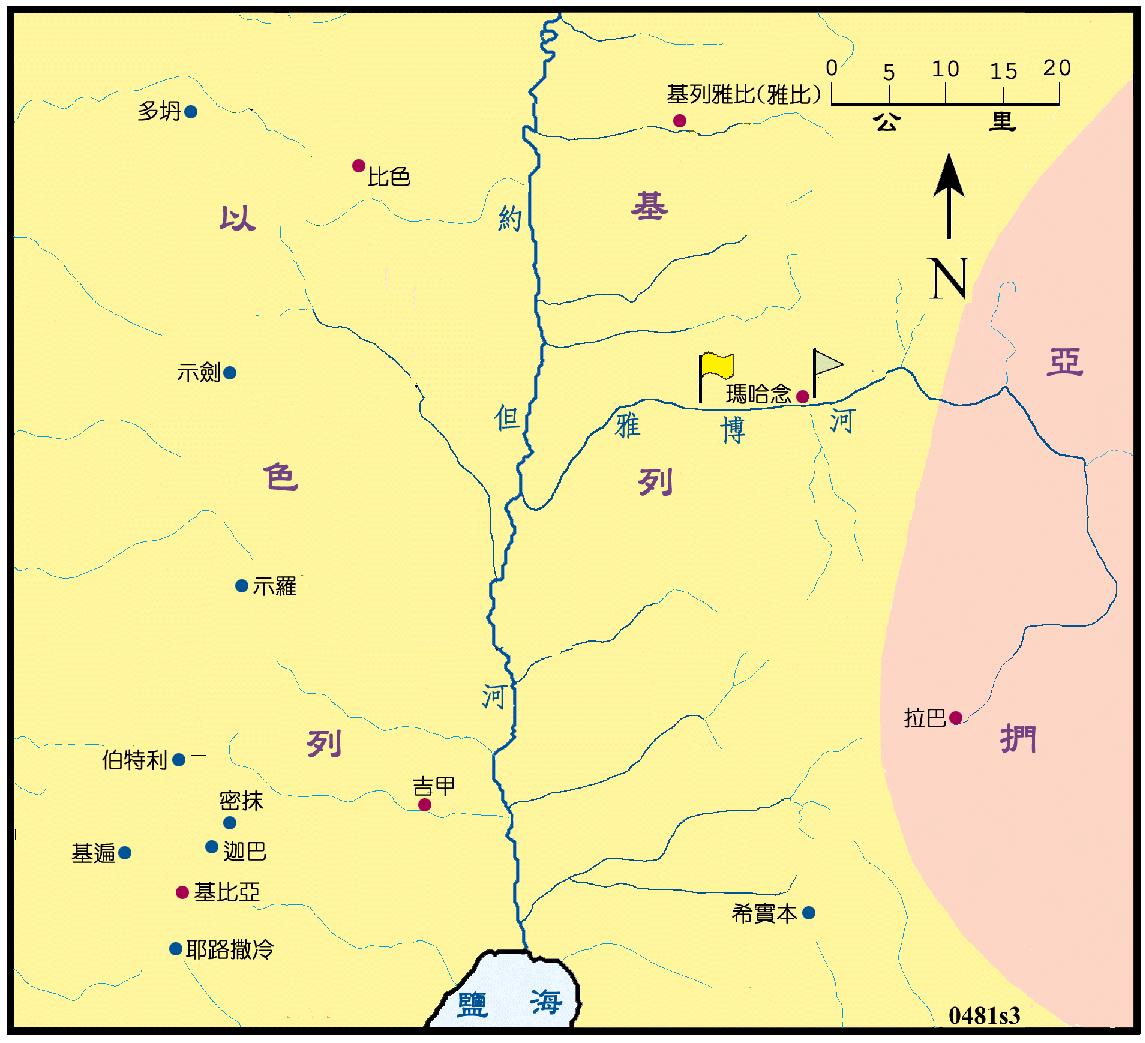 0 5 10 15 20
公里
基列雅比(雅比)
多坍
比色
以色列
約但河
基列
N
亞捫
示劍
瑪哈念
雅博河
示羅
拉巴
伯特利
吉甲
密抹
基遍
迦巴
基比亞
希實本
耶路撒冷
鹽海
0481s3